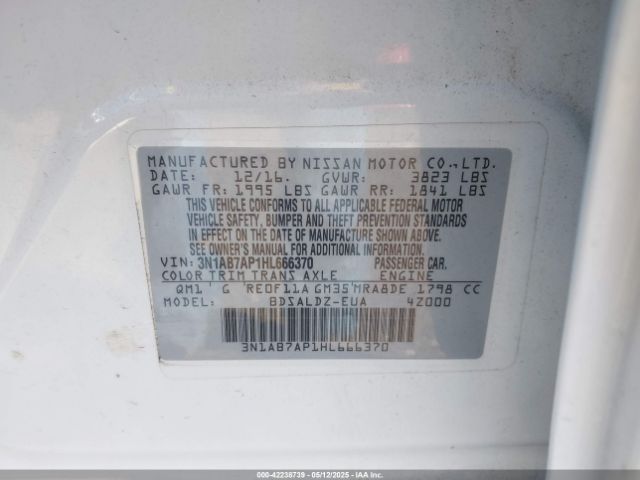 MANUFACTURED BY NISSAN MOTOR CO.,LTD.
DATE: 12/16. GVWR: 3823 LBS
GAWR FR: 1995 LBS GAWR RR: 1841 LBS
THIS VEHICLE CONFORMS TO ALL APPLICABLE FEDERAL MOTOR
VEHICLE SAFETY, BUMPER AND THEFT PREVENTION STANDARDS
IN EFFECT ON THE DATE OF MANUFACTURE SHOWN ABOVE.
SEE OWNER'S MANUAL FOR ADDITIONAL INFORMATION.
VIN: 3N1AB7AP1HL666370 PASSENGER CAR.
COLOR TRIM TRANS AXLE ENGINE
QM1 G RE0F11A GM35 MRA8DE 1798 CC
MODEL BDSALDZ-EUA 4Z000
3N1AB7AP1HL666370
000-42238739 05/12/2025 IAAI.COM